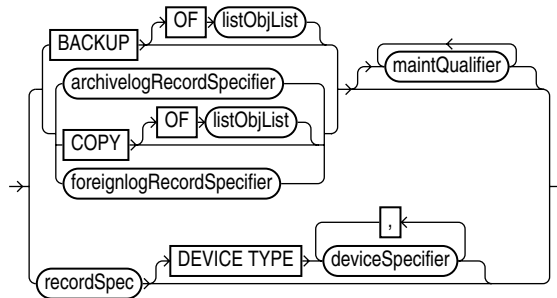 OF listObjList
BACKUP
maintQualifier
archivelogRecordSpecifier
OF listObjList
COPY
foreignlogRecordSpecifier
,
DEVICE TYPE deviceSpecifier
recordSpec